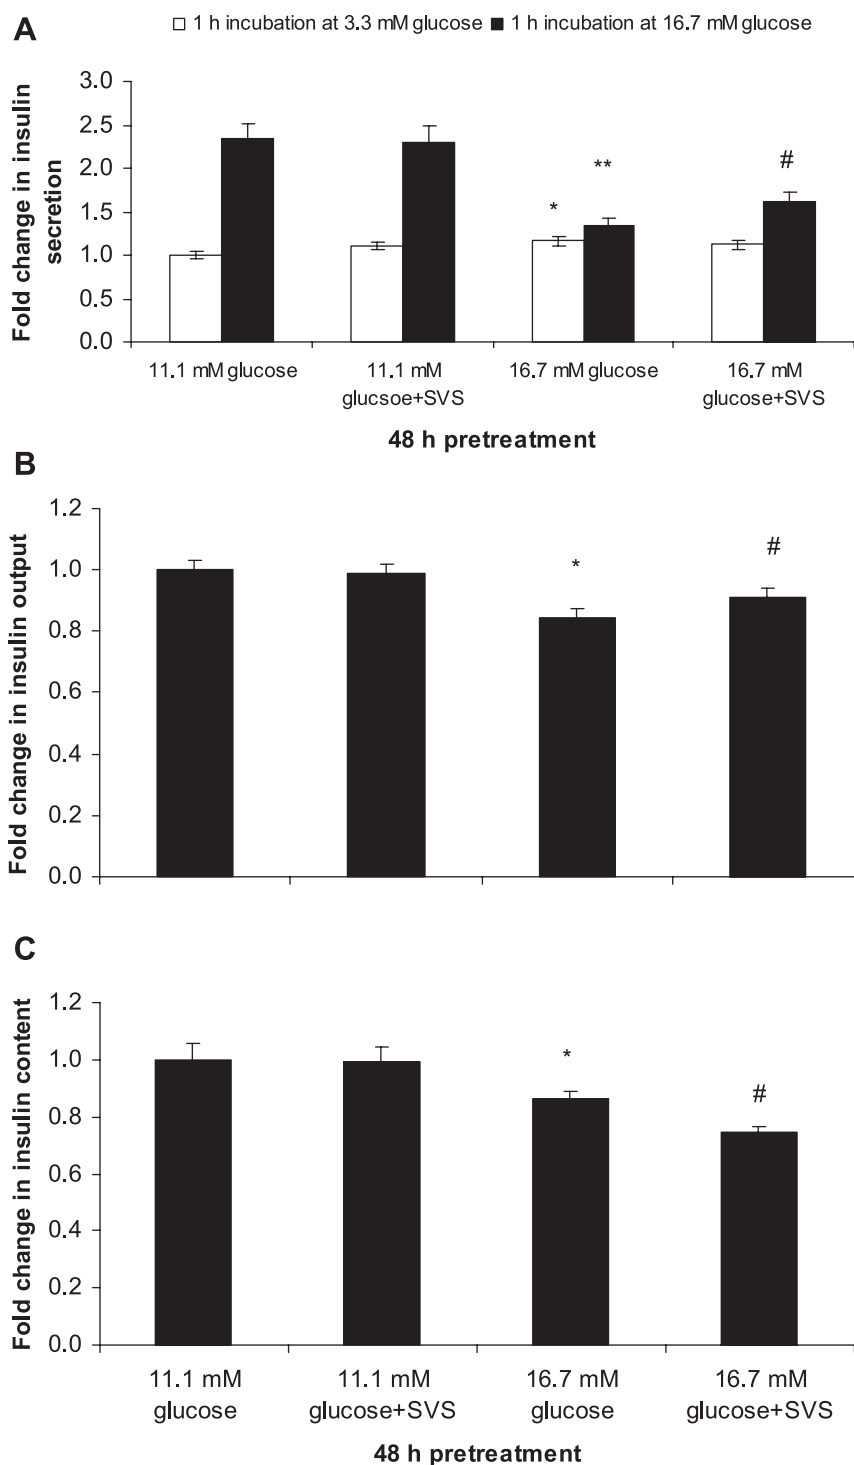 A
1 h incubation at 3.3 mM glucose 1 h incubation at 16.7 mM glucose
Fold change in insulin
secretion
3.0
2.5
2.0
1.5
1.0
0.5
0.0
*
**
#
11.1 mM glucose
11.1 mM
glucsoe+SVS
16.7 mM glucose
16.7 mM
glucose+SVS
48 h pretreatment
B
Fold change in insulin output
1.2
1.0
0.8
0.6
0.4
0.2
0.0
*
#
C
Fold change in insulin content
1.2
1.0
0.8
0.6
0.4
0.2
0.0
*
#
11.1 mM
glucose
11.1 mM
glucose+SVS
16.7 mM
glucose
16.7 mM
glucose+SVS
48 h pretreatment